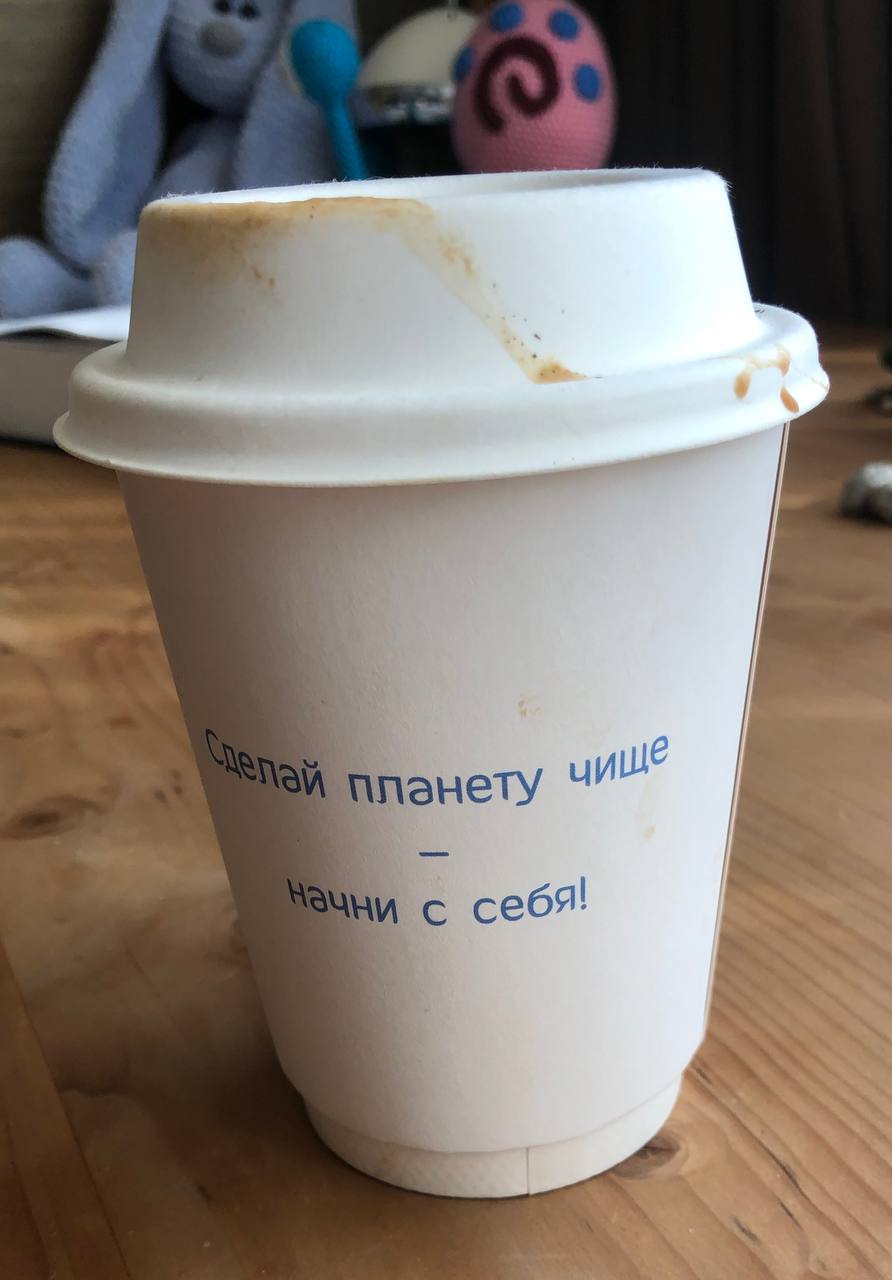 Сделай планету чище
–
начни с себя!